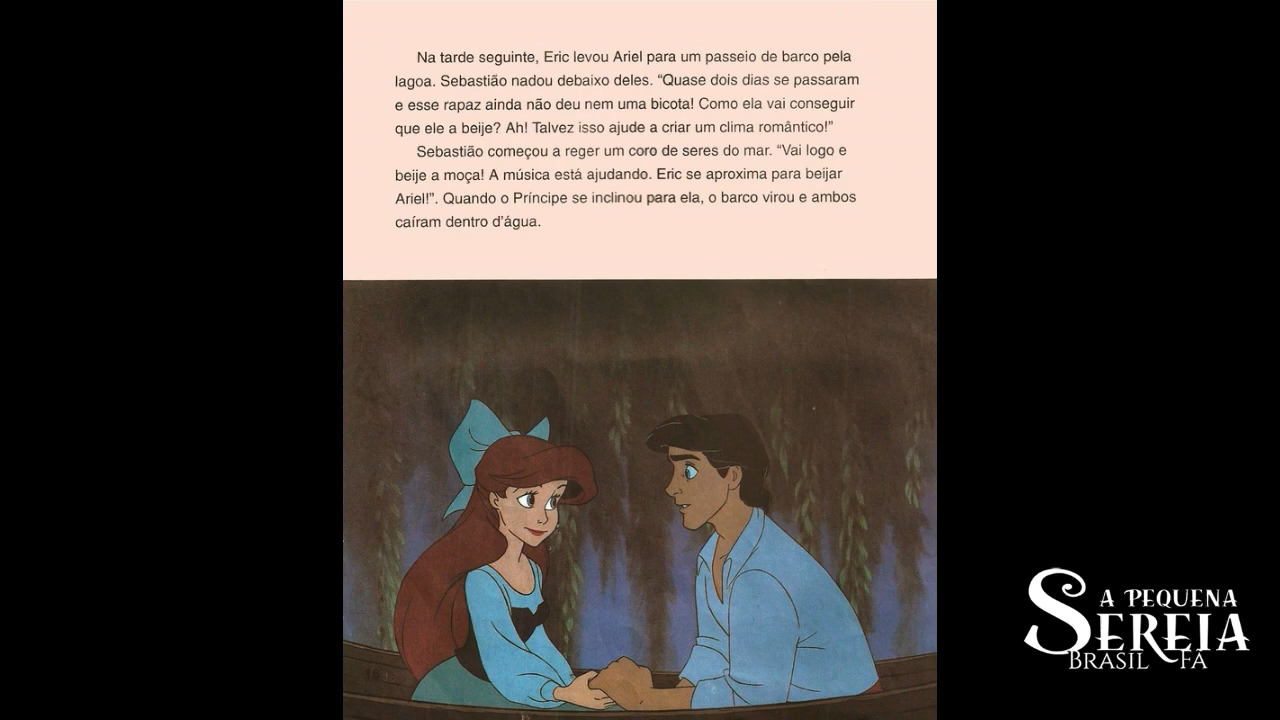 Na tarde seguinte, Eric levou Ariel para um passeio de barco pela
lagoa. Sebastião nadou debaixo deles. “Quase dois dias se passaram
e esse rapaz ainda não deu nem uma bicota! Como ela vai conseguir
que ele a beije? Ah! Talvez isso ajude a criar um clima romântico!”
Sebastião começou a reger um coro de seres do mar. “Vai logo e
beije a moça! A música está ajudando. Eric se aproxima para beijar
Ariel!”. Quando o Príncipe se inclinou para ela, o barco virou e ambos
caíram dentro d’água.
A PEQUENA
SEREIA
BRASIL FÃ